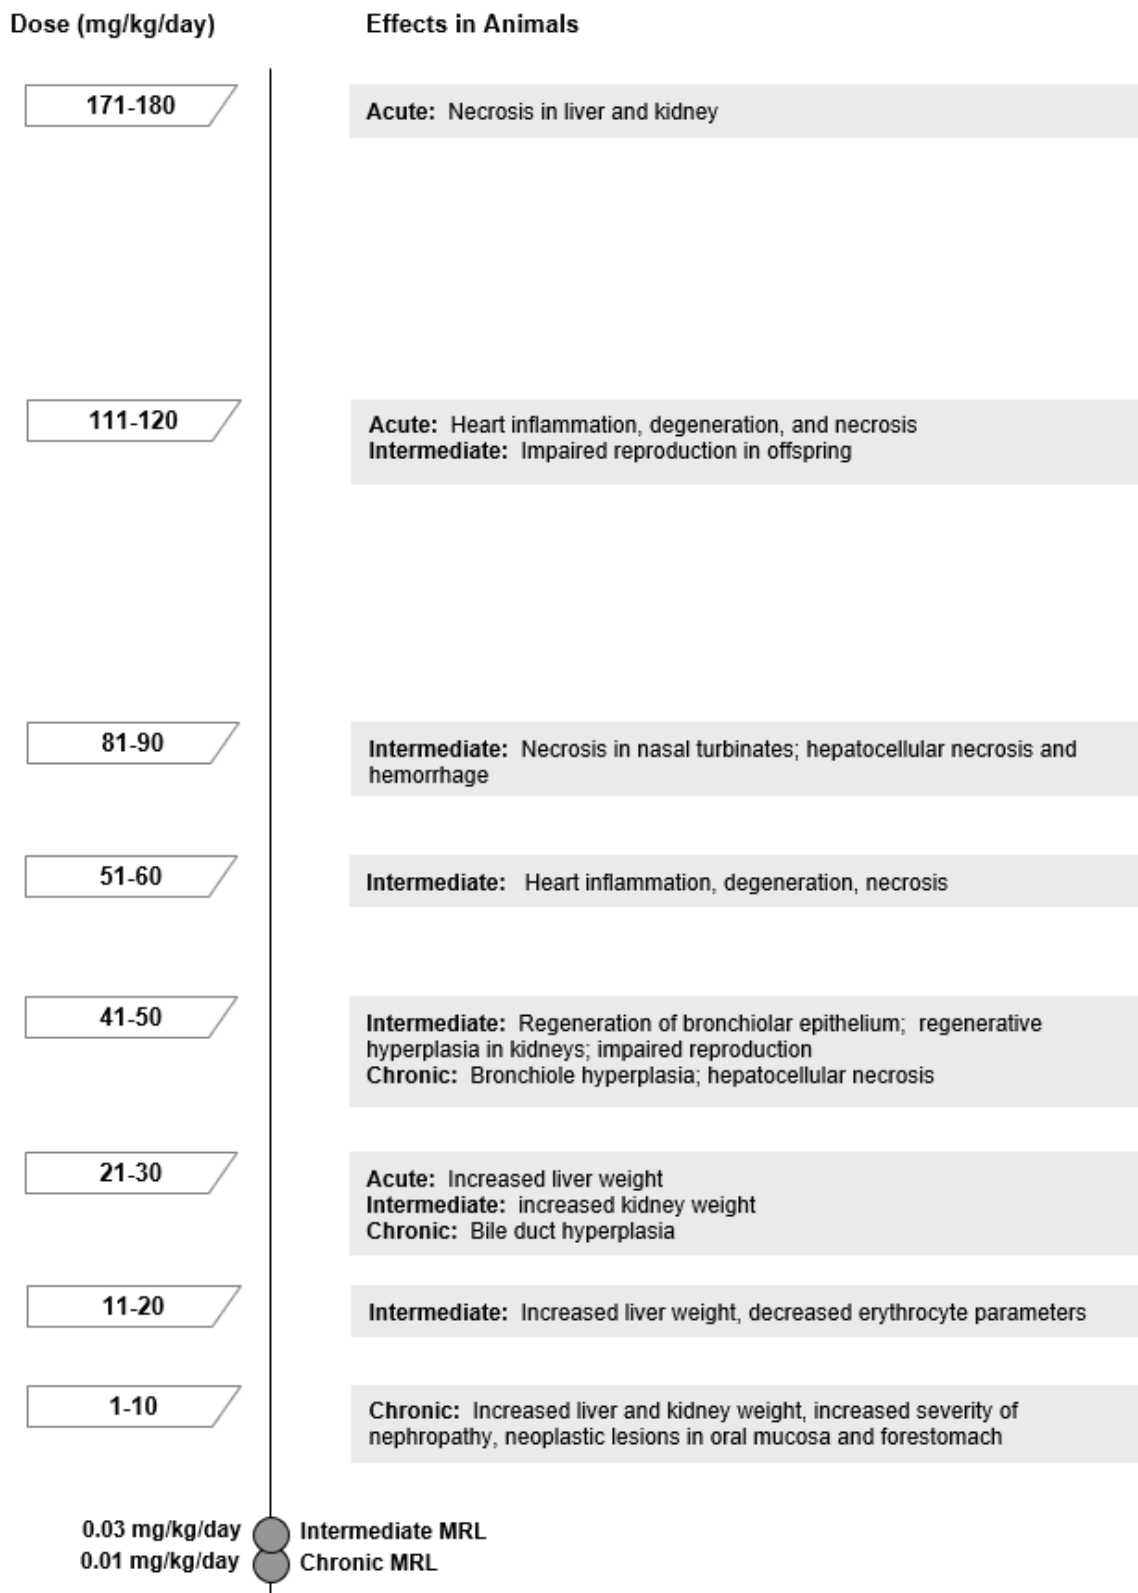 Dose (mg/kg/day) Effects in Animals
171-180 Acute: Necrosis in liver and kidney
111-120 Acute: Heart inflammation, degeneration, and necrosis
Intermediate: Impaired reproduction in offspring
81-90 Intermediate: Necrosis in nasal turbinates; hepatocellular necrosis and
hemorrhage
51-60 Intermediate: Heart inflammation, degeneration, necrosis
41-50 Intermediate: Regeneration of bronchiolar epithelium; regenerative
hyperplasia in kidneys; impaired reproduction
Chronic: Bronchiole hyperplasia; hepatocellular necrosis
21-30 Acute: Increased liver weight
Intermediate: increased kidney weight
Chronic: Bile duct hyperplasia
11-20 Intermediate: Increased liver weight, decreased erythrocyte parameters
1-10 Chronic: Increased liver and kidney weight, increased severity of
nephropathy, neoplastic lesions in oral mucosa and forestomach
0.03 mg/kg/day Intermediate MRL
0.01 mg/kg/day Chronic MRL